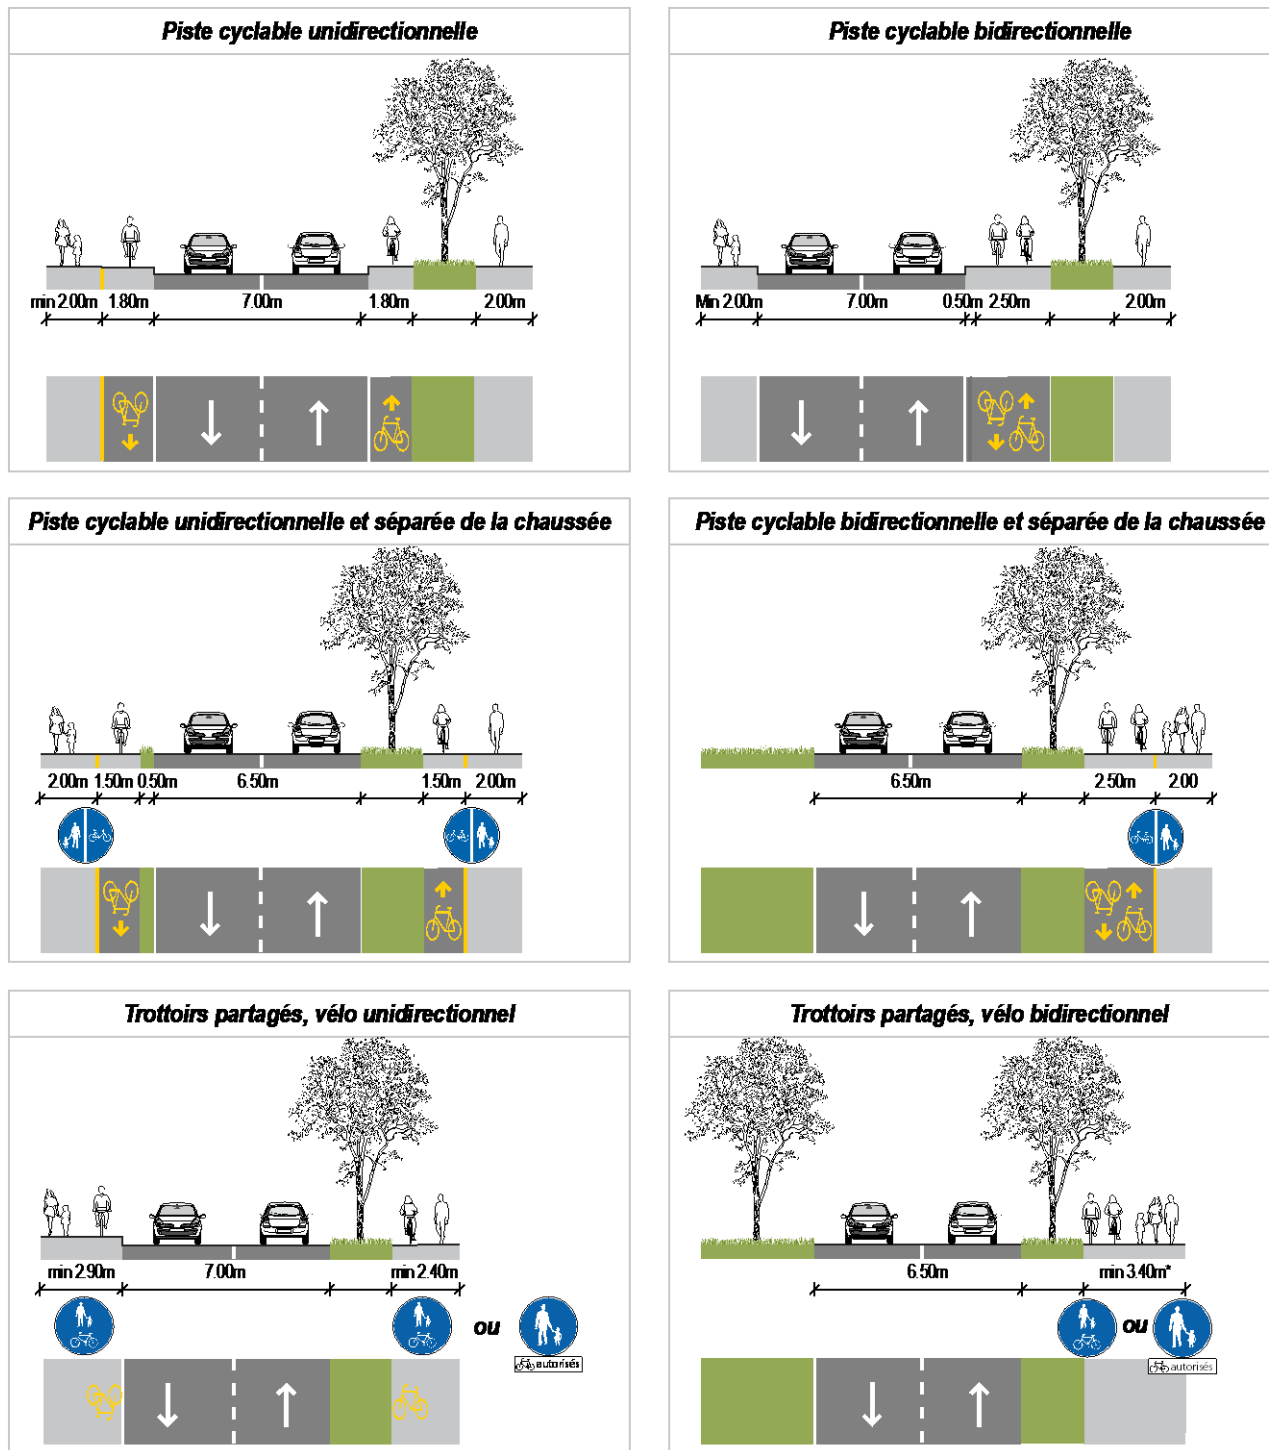 Piste cyclable unidirectionnelle
min 2.00m 1.80m 7.00m 1.80m 2.00m
Piste cyclable bidirectionnelle
Min 2.00m 7.00m 0.50m 2.50m 2.00m
Piste cyclable unidirectionnelle et séparée de la chaussée
2.00m 1.50m 0.50m 6.50m 1.50m 2.00m
Piste cyclable bidirectionnelle et séparée de la chaussée
6.50m 2.50m 2.00
Trottoirs partagés, vélo unidirectionnel
min 2.90m 7.00m min 2.40m
ou
autorisés
Trottoirs partagés, vélo bidirectionnel
6.50m min 3.40m*
ou
autorisés